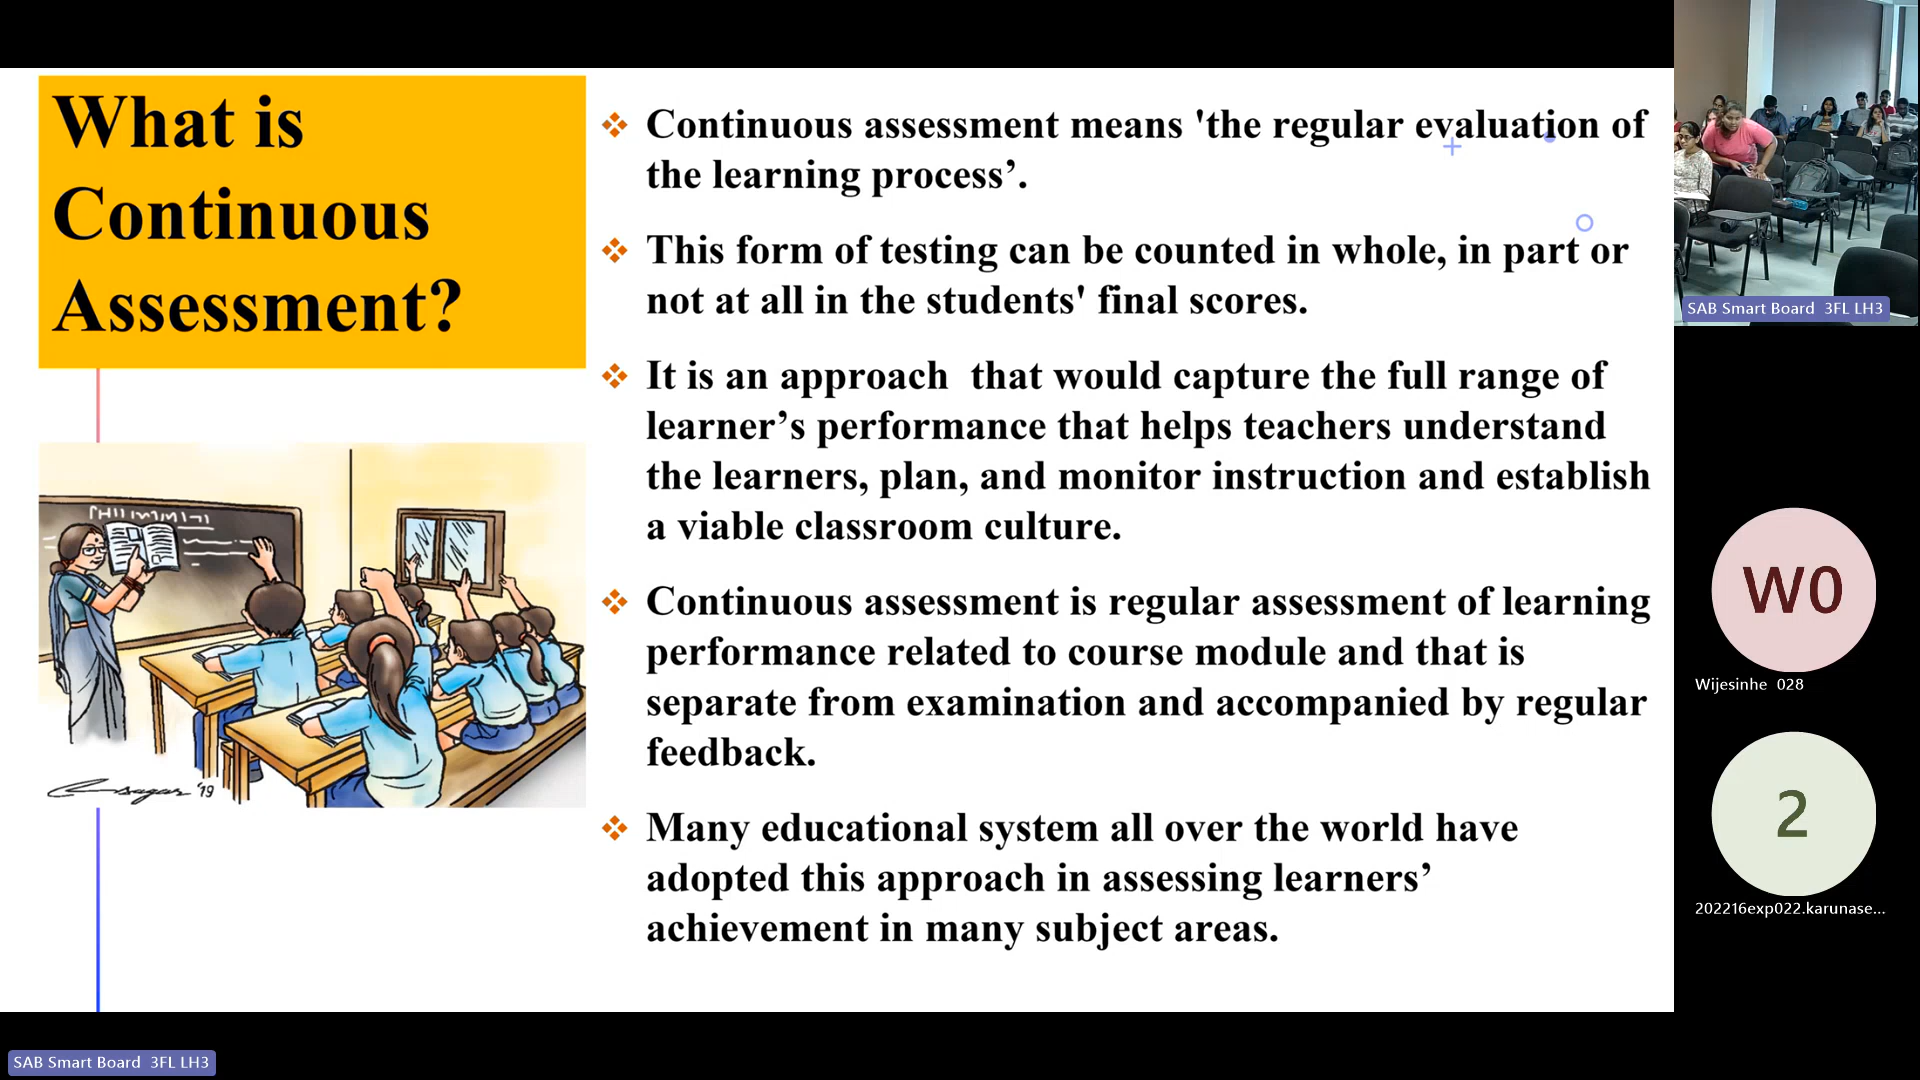 What is
Continuous
Assessment?
Continuous assessment means 'the regular evaluation of
the learning process’.
This form of testing can be counted in whole, in part or
not at all in the students' final scores.
It is an approach  that would capture the full range of
learner’s performance that helps teachers understand
the learners, plan, and monitor instruction and establish
a viable classroom culture.
Continuous assessment is regular assessment of learning
performance related to course module and that is
separate from examination and accompanied by regular
feedback.
Many educational system all over the world have
adopted this approach in assessing learners’
achievement in many subject areas.
SAB Smart Board  3FL LH3
W0
Wijesinhe  028
2
202216exp022.karunase...
SAB Smart Board  3FL LH3